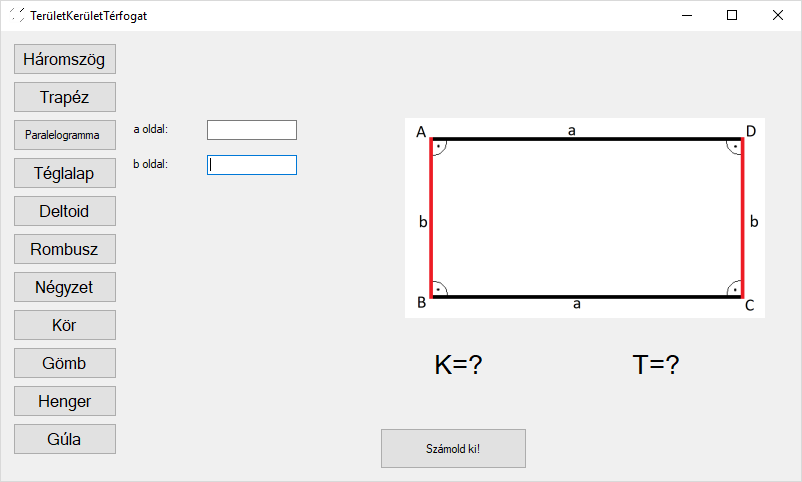 TerületKerületTérfogat
Háromszög
Trapéz
Paralelogramma
Téglalap
Deltoid
Rombusz
Négyzet
Kör
Gömb
Henger
Gúla
a oldal:
b oldal:
A
a
D
b
b
B
a
C
K=?
T=?
Számold ki!